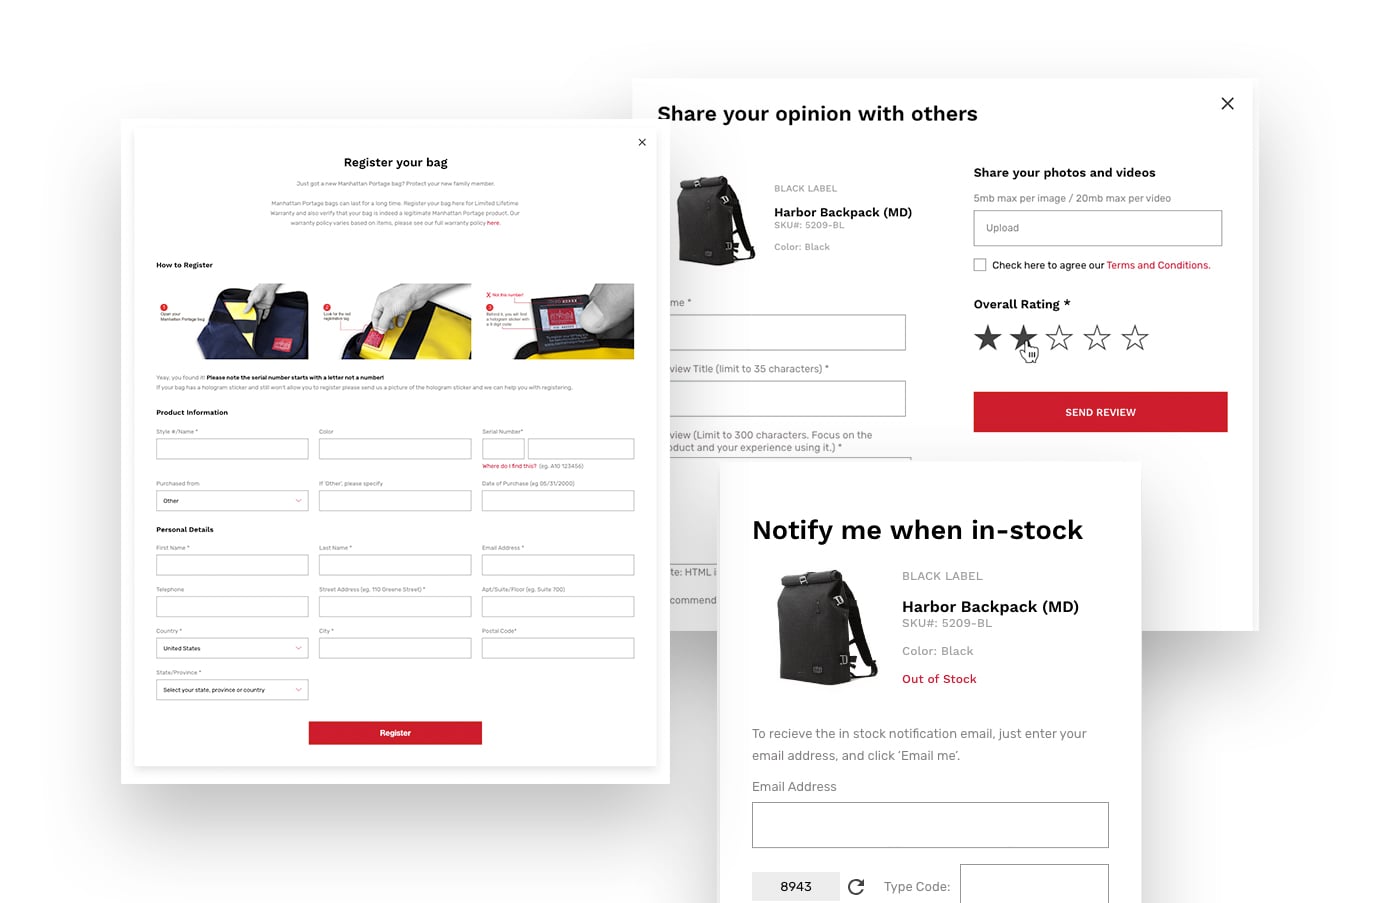 Register your bag
Just got a new Manhattan Portage bag? Protect your new family member.
Manhattan Portage bags can last for a long time. Register your bag here for Limited Lifetime
Warranty and also verify that your bag is indeed a legitimate Manhattan Portage product. Our
warranty policy varies based on items, please see our full warranty policy here.
How to Register
1
Open your
Manhattan Portage bag
2
Look for the red
registration tag
X Not this number!
3
Behind it, you will find
a hologram sticker with
a 9 digit code
Yeay, you found it! Please note the serial number starts with a letter not a number!
If your bag has a hologram sticker and still won't allow you to register please send us a picture of the hologram sticker and we can help you with registering.
Product Information
Style #/Name *
Color
Serial Number*
Where do I find this? (eg. A10 123456)
Purchased from
If 'Other', please specify
Date of Purchase (eg 05/31/2000)
Other
Personal Details
First Name *
Last Name *
Email Address *
Telephone
Street Address (eg. 110 Greene Street) *
Apt/Suite/Floor (eg, Suite 700)
Country *
City *
Postal Code*
United States
State/Province *
Select your state, province or country
Register
Share your opinion with others
BLACK LABEL
Harbor Backpack (MD)
SKU#: 5209-BL
Color: Black
me *
view Title (limit to 35 characters) *
view (Limit to 300 characters. Focus on the
oduct and your experience using it.) *
te: HTML is
commend
Share your photos and videos
5mb max per image / 20mb max per video
Upload
Check here to agree our Terms and Conditions.
Overall Rating *
SEND REVIEW
Notify me when in-stock
BLACK LABEL
Harbor Backpack (MD)
SKU#: 5209-BL
Color: Black
Out of Stock
To recieve the in stock notification email, just enter your
email address, and click 'Email me'.
Email Address
8943
Type Code: